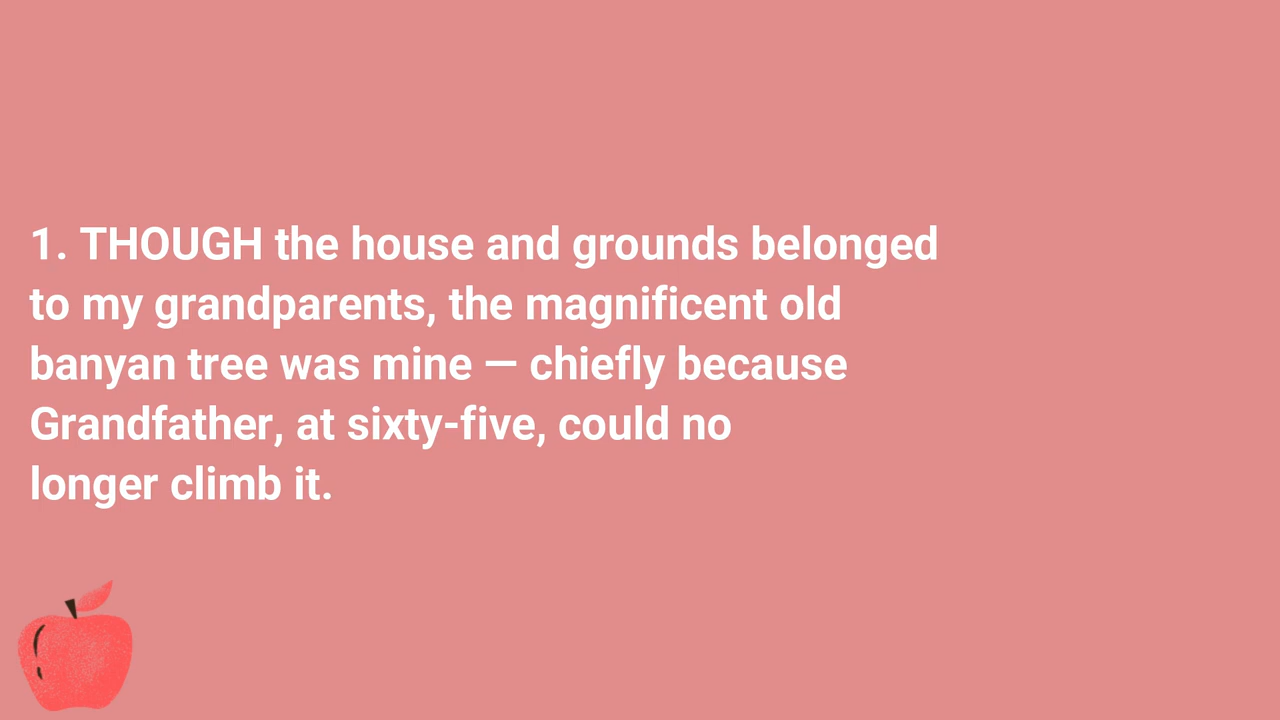 1. THOUGH the house and grounds belonged
to my grandparents, the magnificent old
banyan tree was mine — chiefly because
Grandfather, at sixty-five, could no
longer climb it.